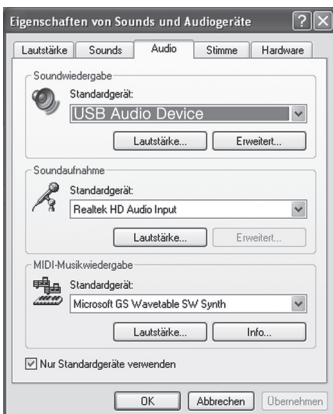 Eigenschaften von Sounds und Audiogeräte
Lautstärke Sounds Audio Stimme Hardware
Soundwiedergabe
Standardgerät:
USB Audio Device
Lautstärke... Erweitert...
Soundaufnahme
Standardgerät:
Realtek HD Audio Input
Lautstärke... Erweitert...
MIDI-Musikwiedergabe
Standardgerät:
Microsoft GS Wavetable SW Synth
Lautstärke... Info...
Nur Standardgeräte verwenden
OK Abbrechen Übernehmen